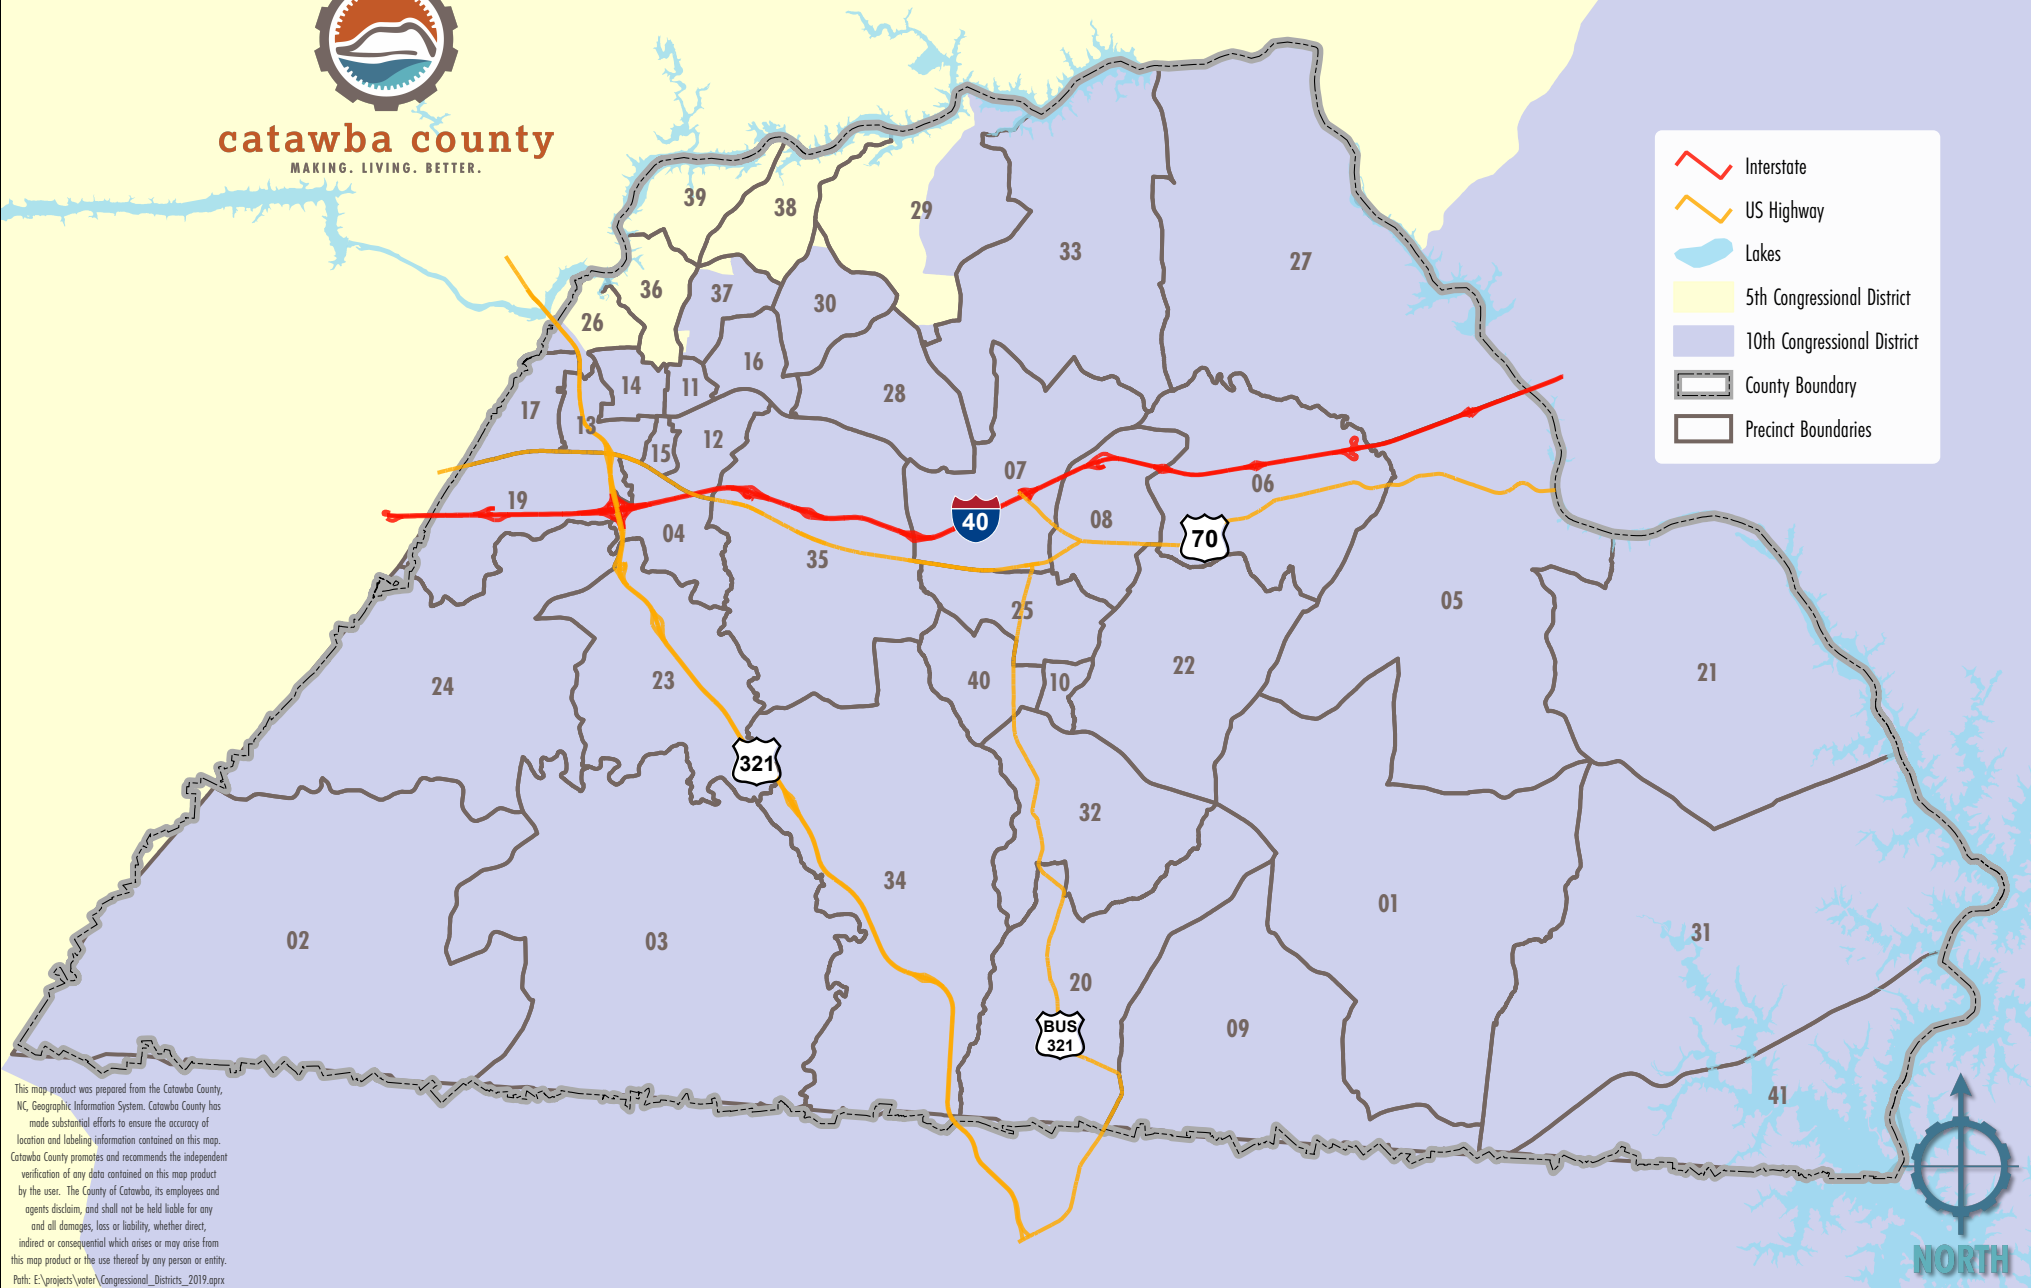 catawba county
MAKING. LIVING. BETTER.
Interstate
US Highway
Lakes
5th Congressional District
10th Congressional District
County Boundary
Precinct Boundaries
39
38
29
33
27
36
37
30
26
16
14
11
28
17
13
12
15
07
06
19
40
08
04
70
35
05
25
22
21
24
23
40
10
321
32
34
01
31
02
03
20
BUS
321
09
41
This map product was prepared from the Catawba County,
NC, Geographic Information System. Catawba County has
made substantial efforts to ensure the accuracy of
location and labeling information contained on this map.
Catawba County promotes and recommends the independent
verification of any data contained on this map product
by the user. The County of Catawba, its employees and
agents disclaim, and shall not be held liable for any
and all damages, loss or liability, whether direct,
indirect or consequential which arises or may arise from
this map product or the use thereof by any person or entity.
Path: E:\projects\voter\Congressional_Districts_2019.aprx
NORTH